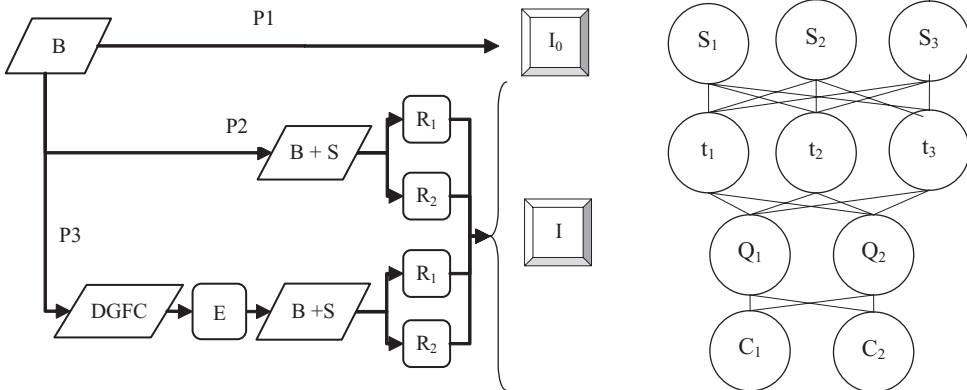 P1
B
I₀
P2
B + S
R₁
R₂
I
P3
DGFC
E
B +S
R₁
R₂
S₁
S₂
S₃
t₁
t₂
t₃
Q₁
Q₂
C₁
C₂